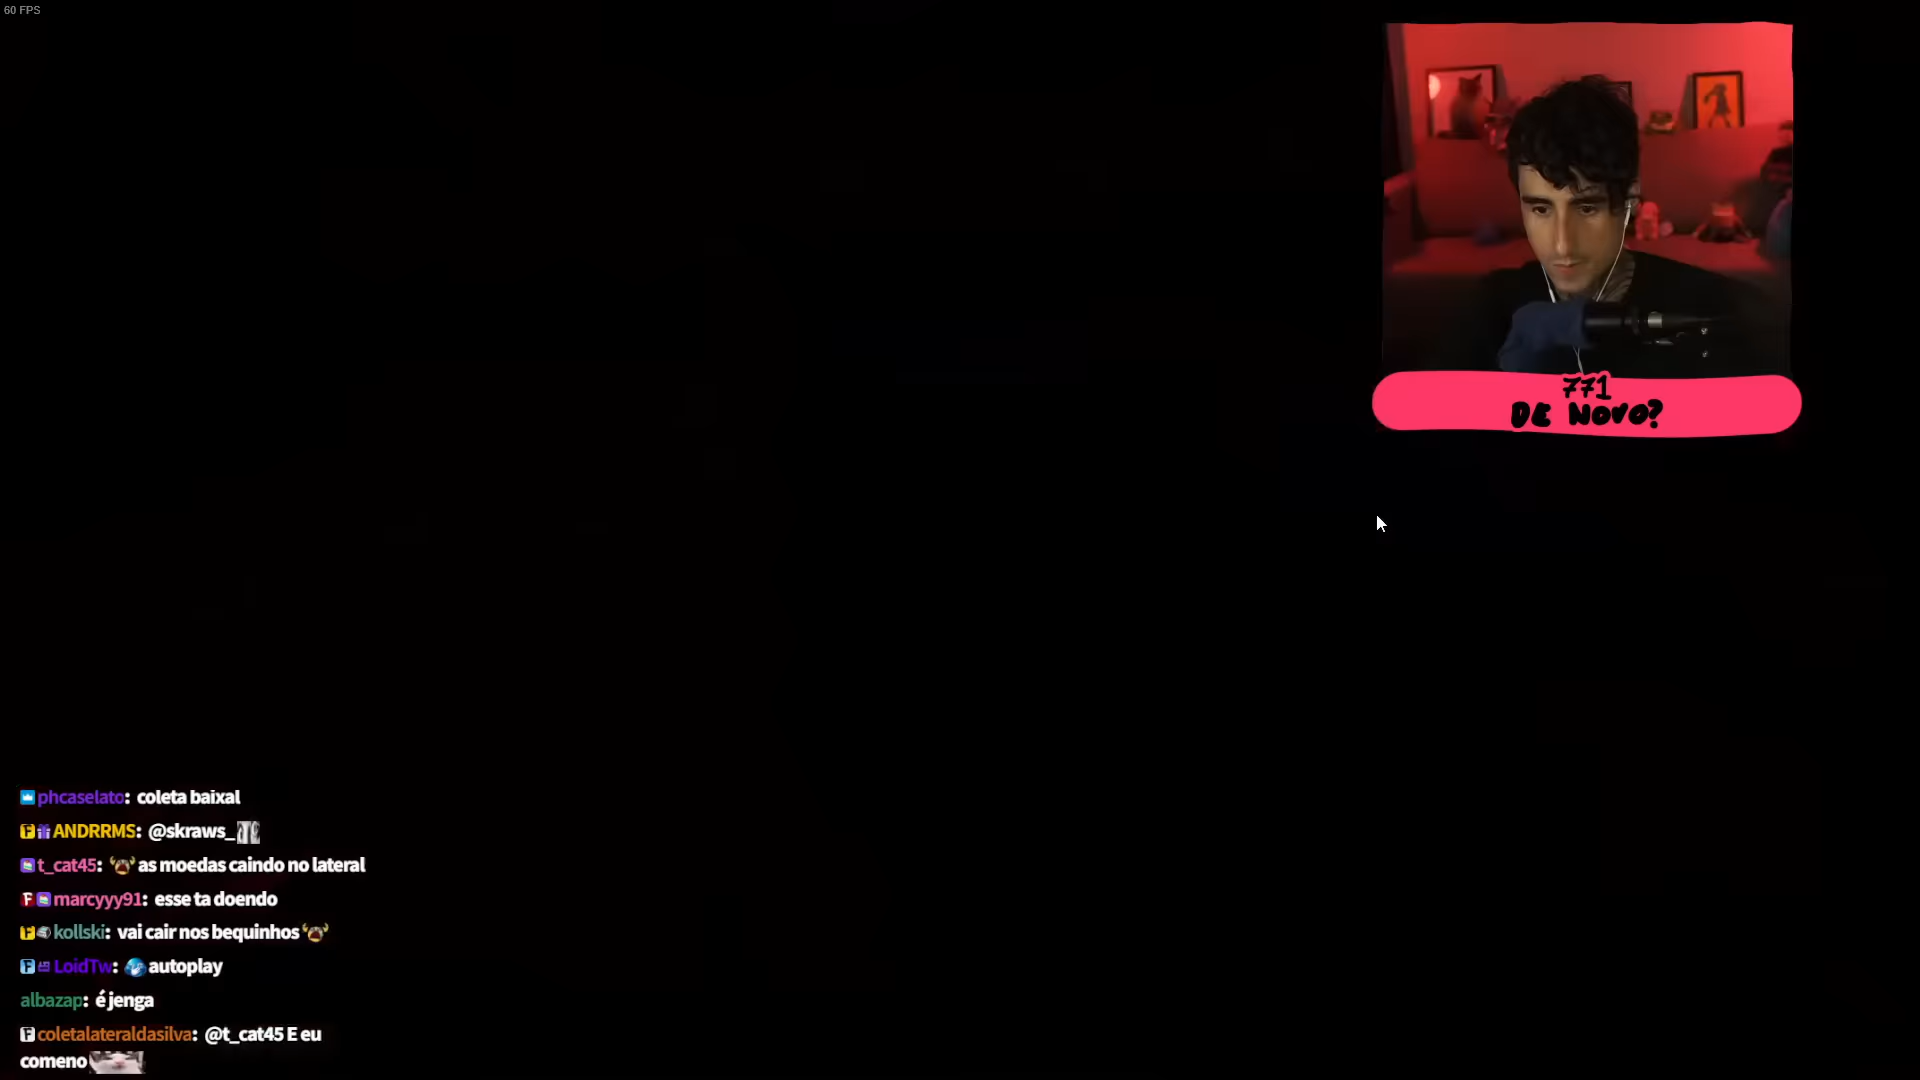 60 FPS
771
DE NOVO?
phcaselato: coleta baixal
ANDRRMS: @skraws_
t_cat45: as moedas caindo no lateral
marcyyy91: esse ta doendo
kollski: vai cair nos bequinhos
LoidTw: autoplay
albazap: é jenga
coletalateraldasilva: @t_cat45 E eu
comeno